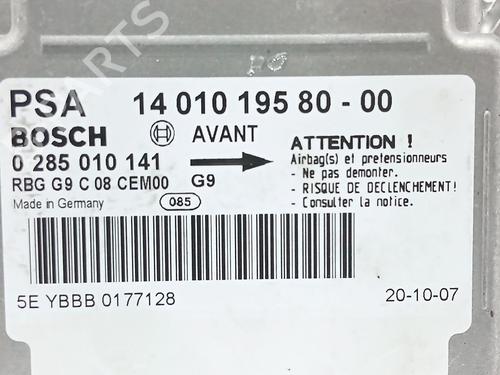 PSA 14 010 195 80 - 00
BOSCH AVANT
0 285 010 141
RBG G9 C 08 CEM00 G9
Made in Germany 085
ATTENTION !
Airbag(s) et pretensionneurs
- Ne pas demonter.
- RISQUE DE DECLENCHEMENT!
- Consulter la notice.
5E YBBB 0177128
20-10-07